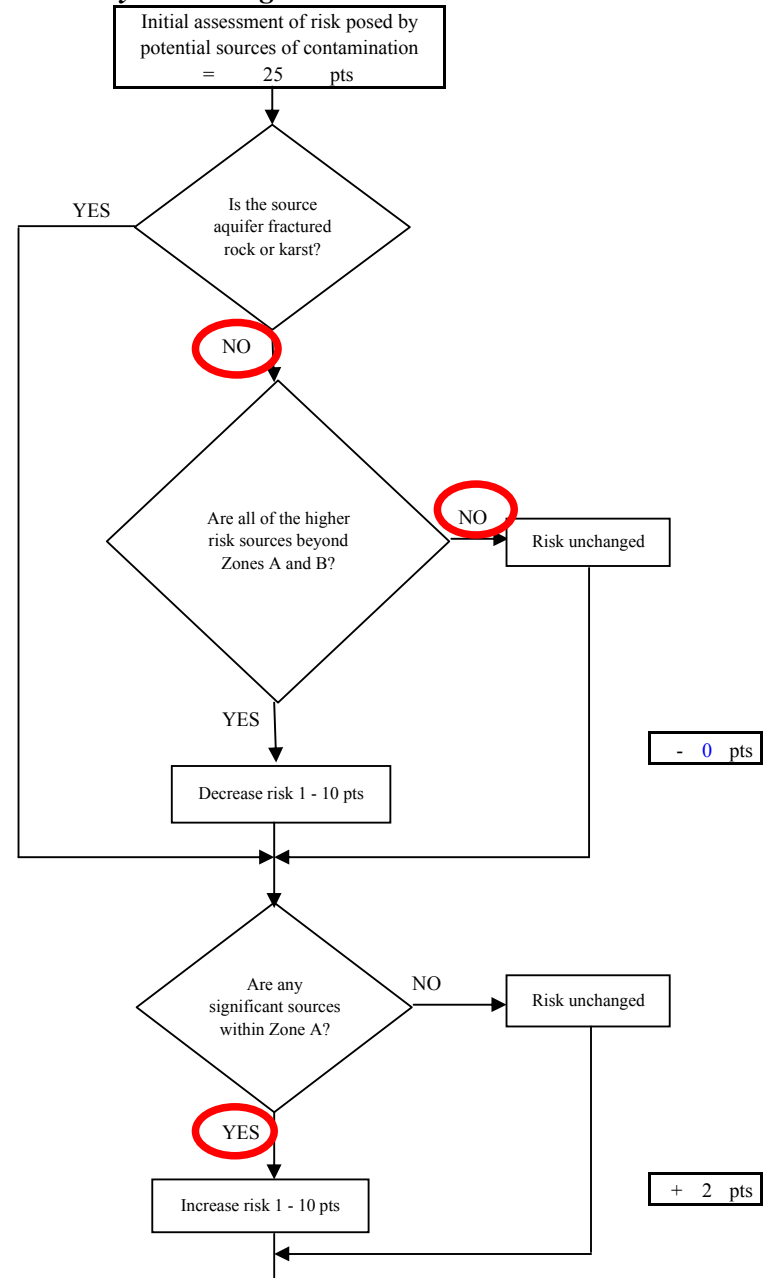 Initial assessment of risk posed by
potential sources of contamination
= 25 pts
YES
Is the source
aquifer fractured
rock or karst?
NO
Are all of the higher
risk sources beyond
Zones A and B?
NO
Risk unchanged
YES
- 0 pts
Decrease risk 1 - 10 pts
Are any
significant sources
within Zone A?
NO
Risk unchanged
YES
+ 2 pts
Increase risk 1 - 10 pts